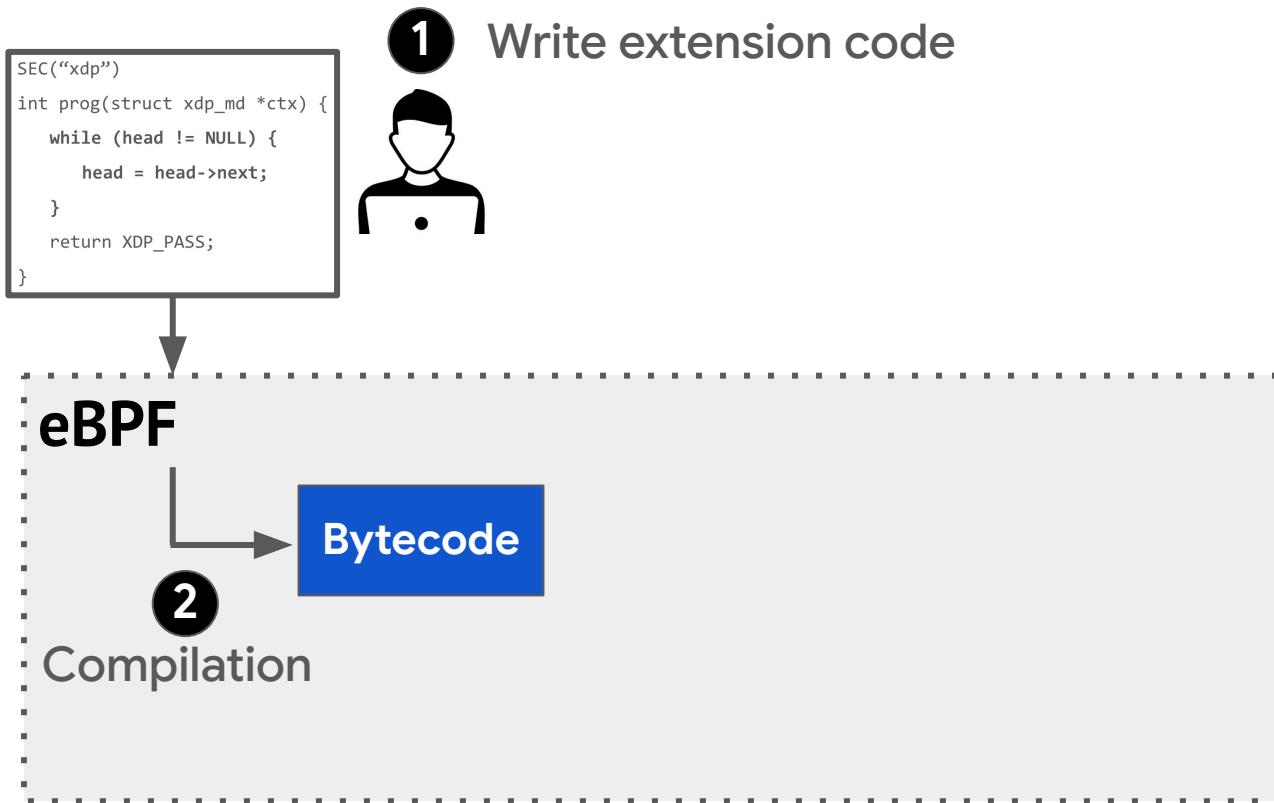 1 Write extension code
SEC(“xdp”)
int prog(struct xdp_md *ctx) {
while (head != NULL) {
head = head->next;
}
return XDP_PASS;
}
eBPF
Bytecode
2
Compilation